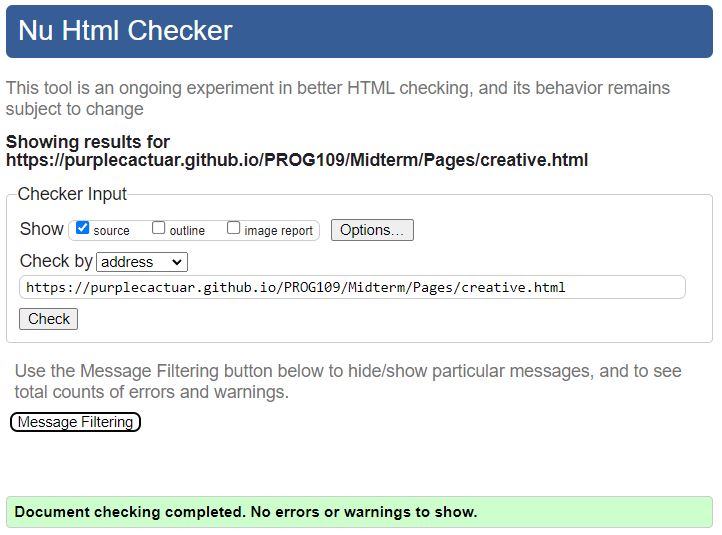 Nu Html Checker
This tool is an ongoing experiment in better HTML checking, and its behavior remains
subject to change
Showing results for
https://purplecactuar.github.io/PROG109/Midterm/Pages/creative.html
Checker Input
Show source outline image report Options...
Check by address
https://purplecactuar.github.io/PROG109/Midterm/Pages/creative.html
Check
Use the Message Filtering button below to hide/show particular messages, and to see
total counts of errors and warnings.
Message Filtering
Document checking completed. No errors or warnings to show.